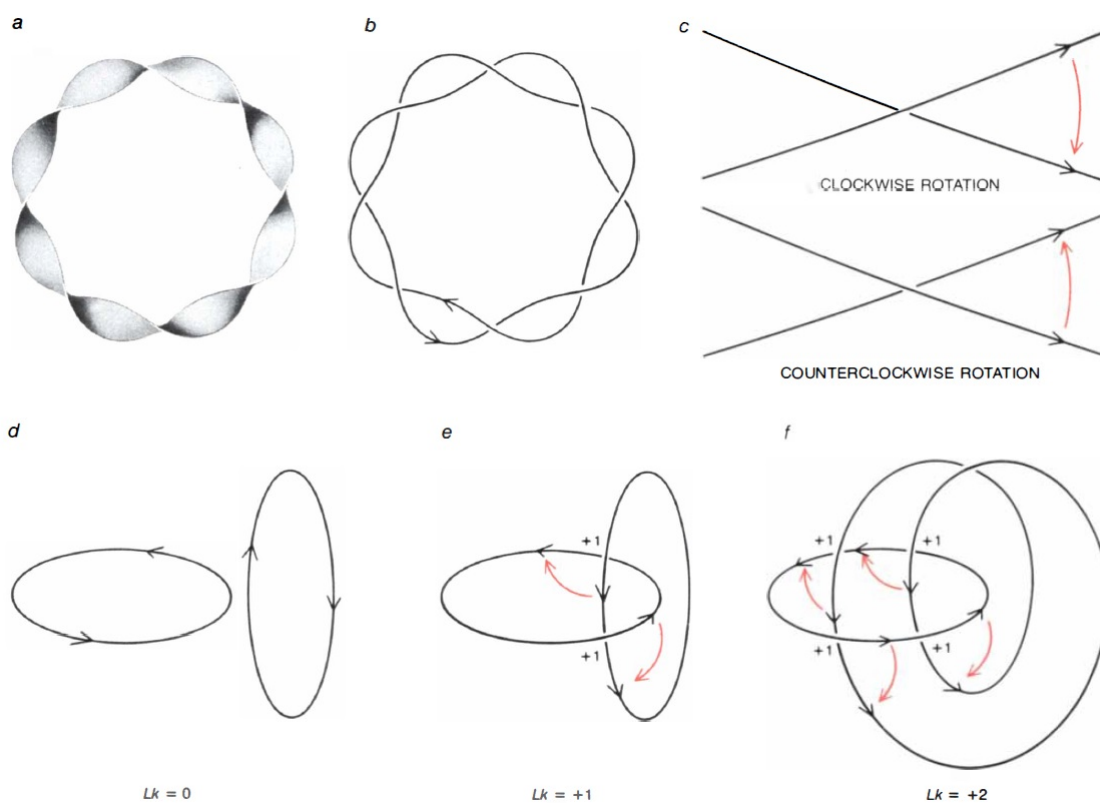 a
b
c
CLOCKWISE ROTATION
COUNTERCLOCKWISE ROTATION
d
e
f
+1
+1
+1
+1
+1
+1
Lk = 0
Lk = +1
Lk = +2